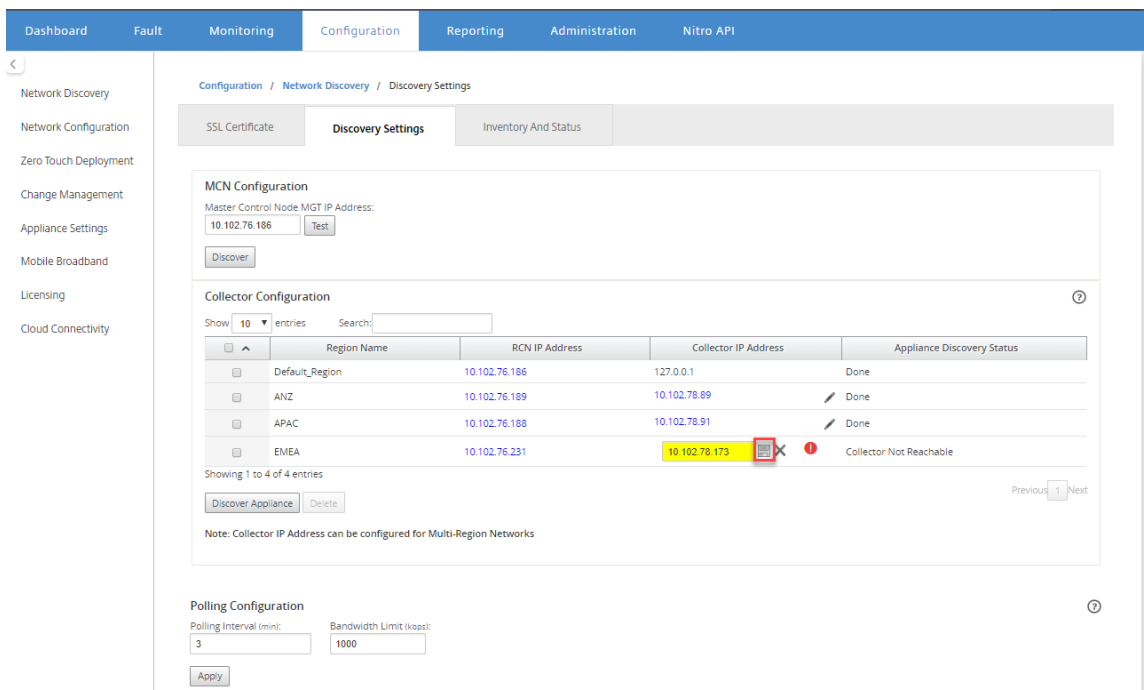 Dashboard Fault Monitoring Configuration Reporting Administration Nitro API
Network Discovery
Network Configuration
Zero Touch Deployment
Change Management
Appliance Settings
Mobile Broadband
Licensing
Cloud Connectivity
Configuration / Network Discovery / Discovery Settings
SSL Certificate Discovery Settings Inventory And Status
MCN Configuration
Master Control Node MGT IP Address:
10.102.76.186 Test
Discover
Collector Configuration ?
Show 10 entries Search:
Region Name RCN IP Address Collector IP Address Appliance Discovery Status
Default_Region 10.102.76.186 127.0.0.1 Done
ANZ 10.102.76.189 10.102.78.89 Done
APAC 10.102.76.188 10.102.78.91 Done
EMEA 10.102.76.231 10.102.78.173 ! Collector Not Reachable
Showing 1 to 4 of 4 entries
Previous 1 Next
Discover Appliance Delete
Note: Collector IP Address can be configured for Multi-Region Networks
Polling Configuration ?
Polling Interval (min): Bandwidth Limit (kbps):
3 1000
Apply